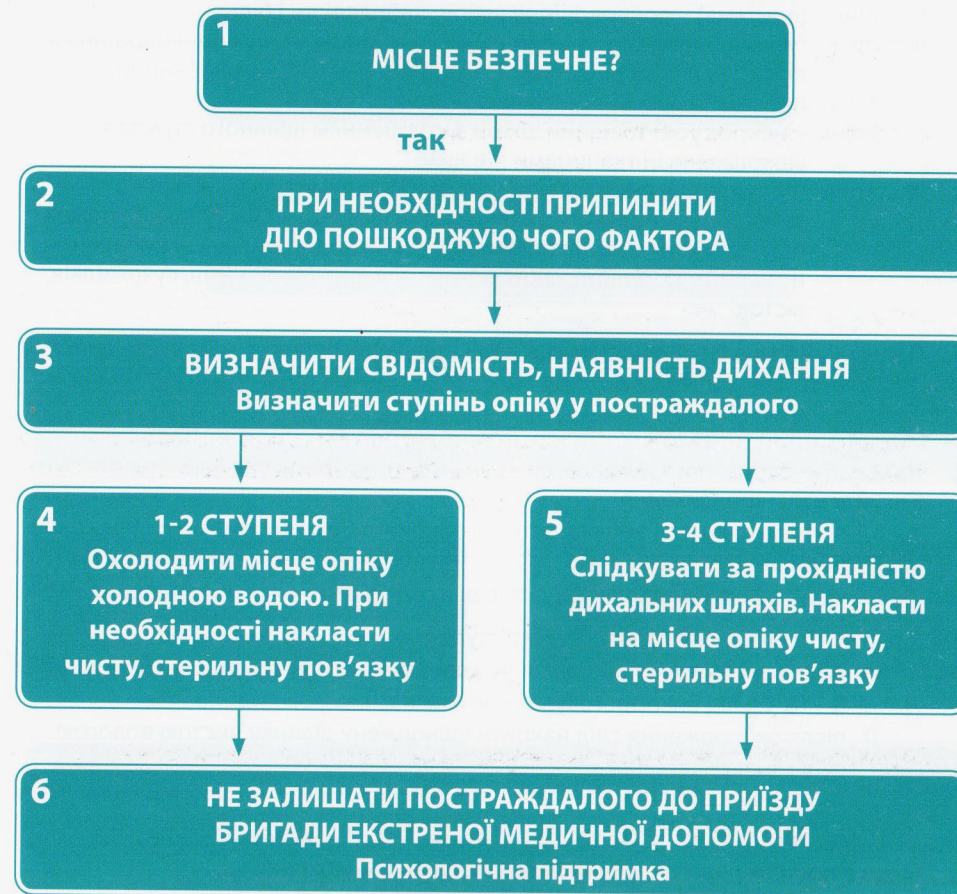 1
МІСЦЕ БЕЗПЕЧНЕ?
так
2
ПРИ НЕОБХІДНОСТІ ПРИПИНИТИ
ДІЮ ПОШКОДЖУЮ ЧОГО ФАКТОРА
3
ВИЗНАЧИТИ СВІДОМІСТЬ, НАЯВНІСТЬ ДИХАННЯ
Визначити ступінь опіку у постраждалого
4
1-2 СТУПЕНЯ
Охолодити місце опіку
холодною водою. При
необхідності накласти
чисту, стерильну пов’язку
5
3-4 СТУПЕНЯ
Слідкувати за прохідністю
дихальних шляхів. Накласти
на місце опіку чисту,
стерильну пов’язку
6
НЕ ЗАЛИШАТИ ПОСТРАЖДАЛОГО ДО ПРИЇЗДУ
БРИГАДИ ЕКСТРЕНОЇ МЕДИЧНОЇ ДОПОМОГИ
Психологічна підтримка